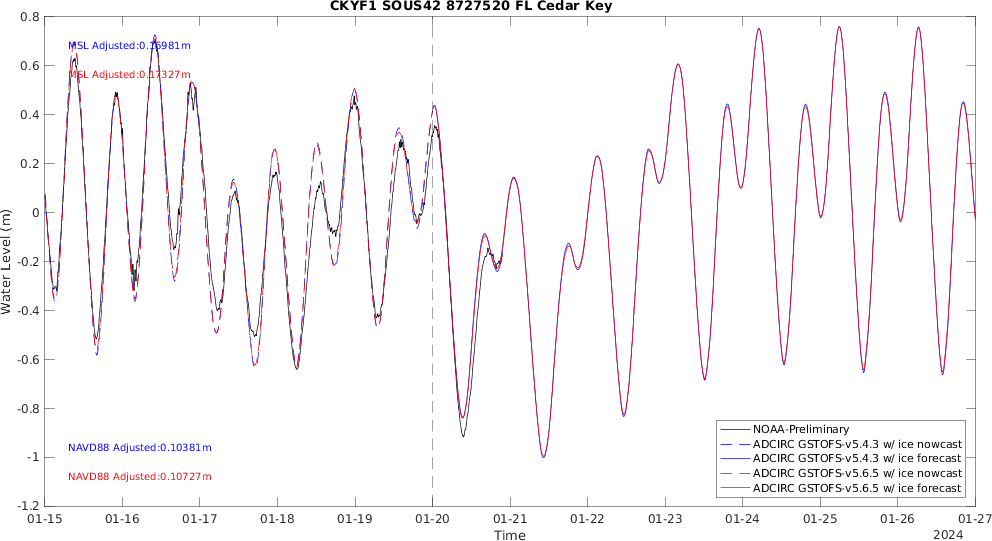 CKYF1 SOUS42 8727520 FL Cedar Key
0.8
0.6
0.4
0.2
0
-0.2
-0.4
-0.6
-0.8
-1
-1.2
Water Level (m)
MSL Adjusted:0.16981m
MSL Adjusted:0.17327m
NAVD88 Adjusted:0.10381m
NAVD88 Adjusted:0.10727m
NOAA-Preliminary
ADCIRC GSTOFS-v5.4.3 w/ ice nowcast
ADCIRC GSTOFS-v5.4.3 w/ ice forecast
ADCIRC GSTOFS-v5.6.5 w/ ice nowcast
ADCIRC GSTOFS-v5.6.5 w/ ice forecast
01-15 01-16 01-17 01-18 01-19 01-20 01-21 01-22 01-23 01-24 01-25 01-26 01-27
Time
2024